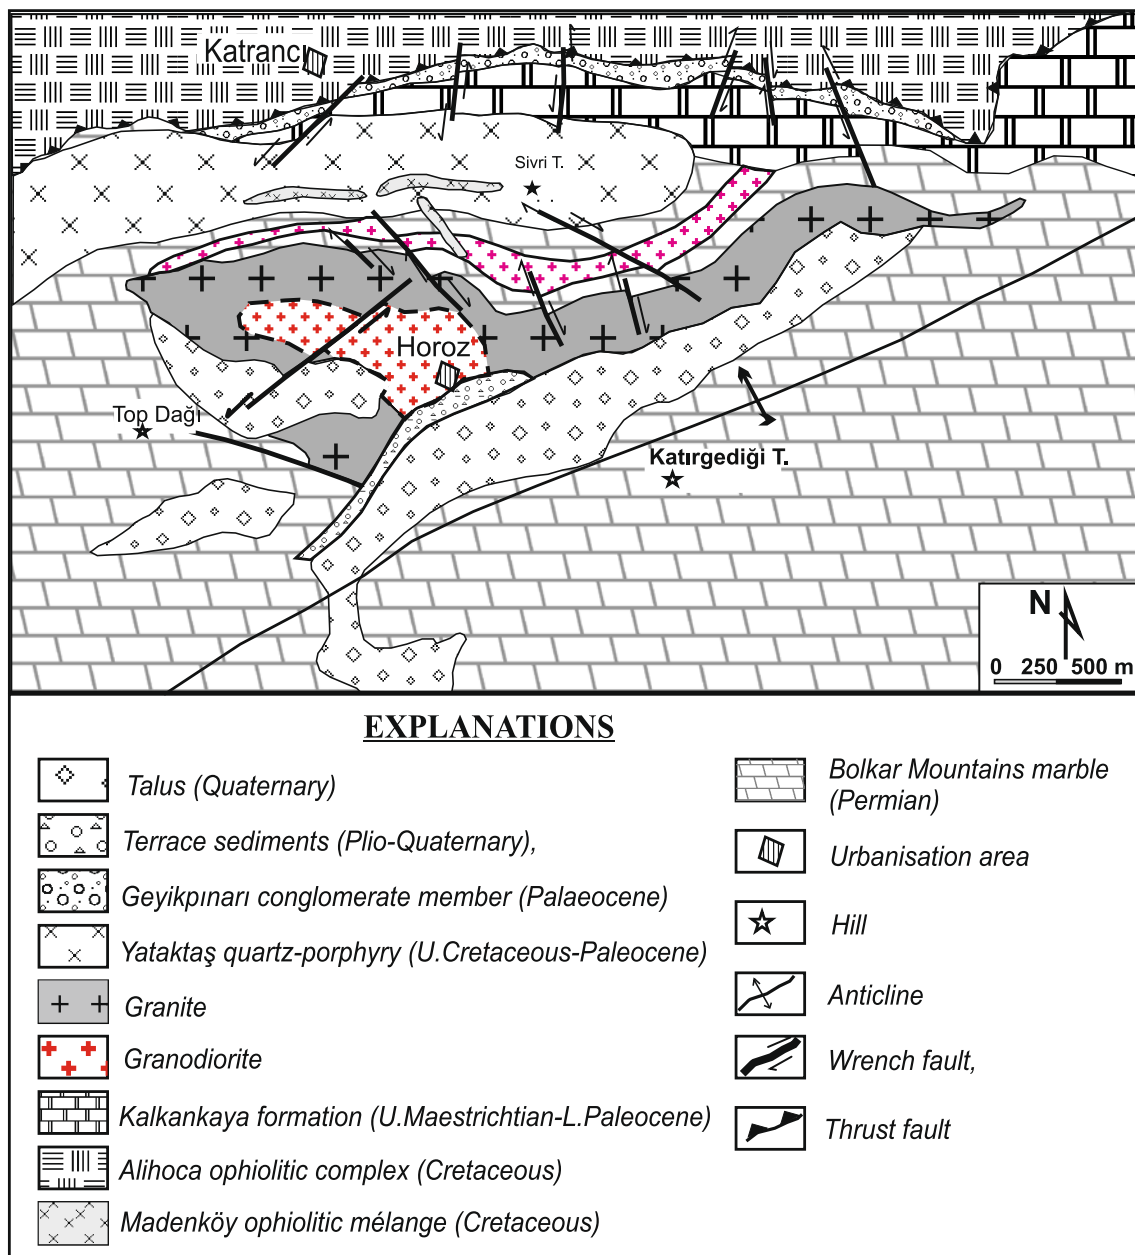 Katrancı
Sivri T.
Horoz
Top Dağı
Katırgediği T.
N
0 250 500 m
EXPLANATIONS
Talus (Quaternary)
Terrace sediments (Plio-Quaternary),
Geyikpınarı conglomerate member (Palaeocene)
Yataktaş quartz-porphyry (U.Cretaceous-Paleocene)
Granite
Granodiorite
Kalkankaya formation (U.Maestrichtian-L.Paleocene)
Alihoca ophiolitic complex (Cretaceous)
Madenköy ophiolitic mélange (Cretaceous)
Bolkar Mountains marble
(Permian)
Urbanisation area
Hill
Anticline
Wrench fault,
Thrust fault